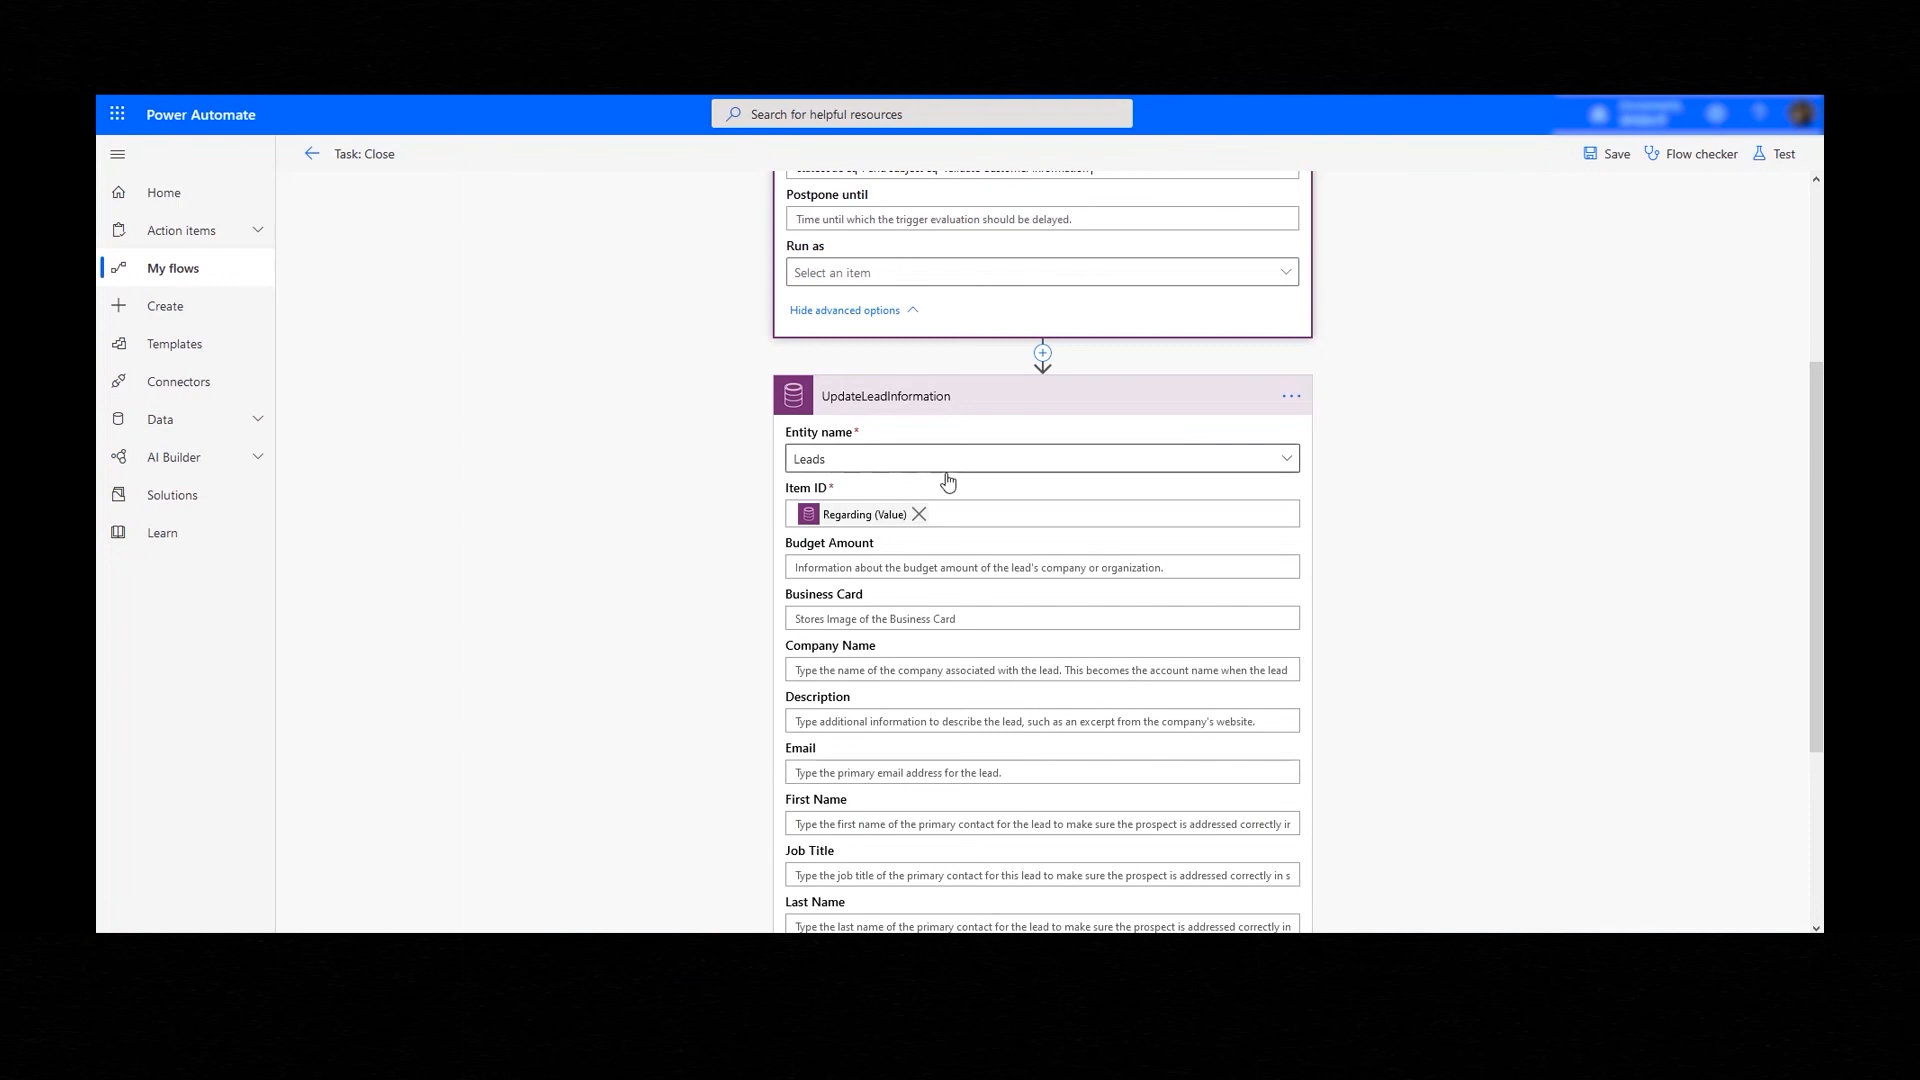 Power Automate
Search for helpful resources
Task: Close
Save
Flow checker
Test
Home
Action items
My flows
Create
Templates
Connectors
Data
AI Builder
Solutions
Learn
Postpone until
Time until which the trigger evaluation should be delayed.
Run as
Select an item
Hide advanced options
UpdateLeadInformation
Entity name*
Leads
Item ID*
Regarding (Value)
Budget Amount
Information about the budget amount of the lead's company or organization.
Business Card
Stores Image of the Business Card
Company Name
Type the name of the company associated with the lead. This becomes the account name when the lead
Description
Type additional information to describe the lead, such as an excerpt from the company's website.
Email
Type the primary email address for the lead.
First Name
Type the first name of the primary contact for the lead to make sure the prospect is addressed correctly ir
Job Title
Type the job title of the primary contact for this lead to make sure the prospect is addressed correctly in s
Last Name
Type the last name of the primary contact for the lead to make sure the prospect is addressed correctly in